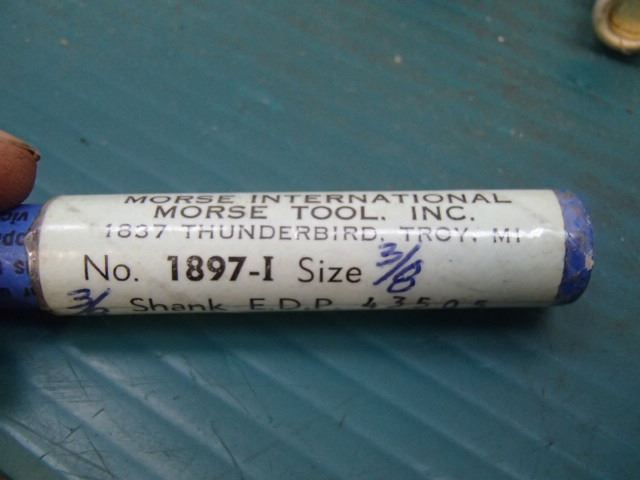 MORSE INTERNATIONAL
MORSE TOOL, INC.
1837 THUNDERBIRD, TROY, MI
No. 1897-I Size 3/8
3/8 Shank E.D.P.